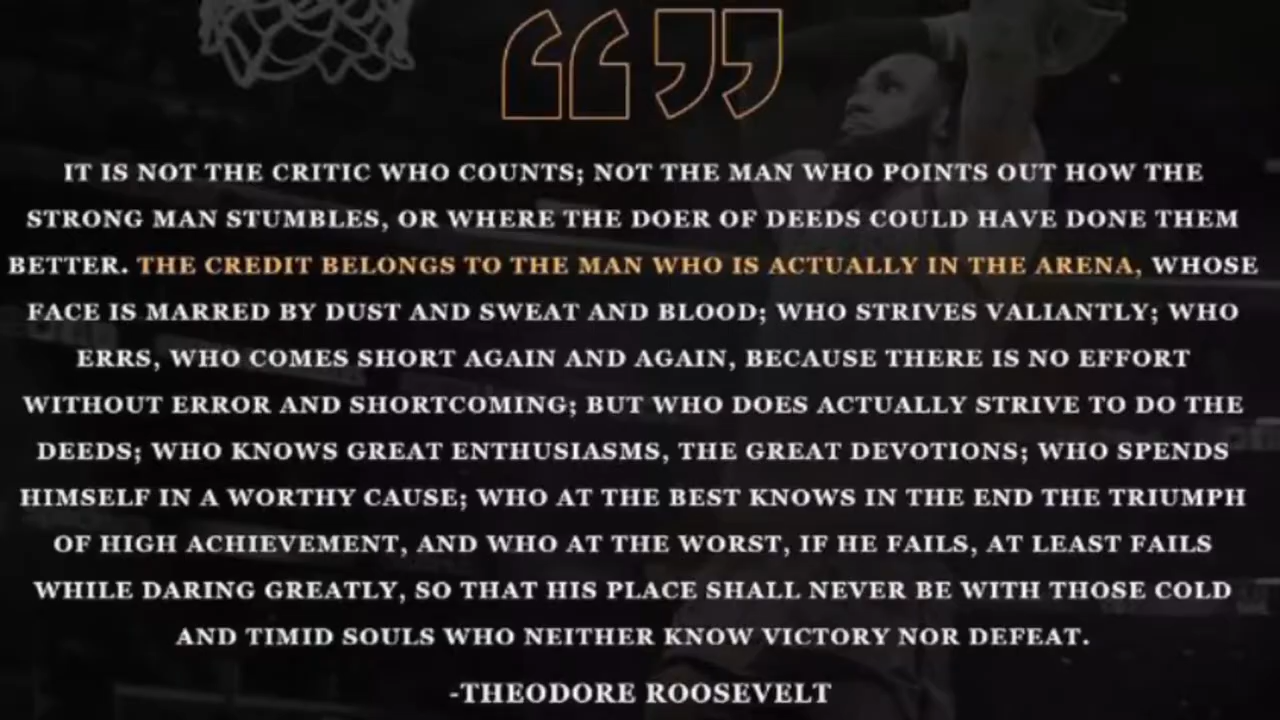 IT IS NOT THE CRITIC WHO COUNTS; NOT THE MAN WHO POINTS OUT HOW THE
STRONG MAN STUMBLES, OR WHERE THE DOER OF DEEDS COULD HAVE DONE THEM
BETTER. THE CREDIT BELONGS TO THE MAN WHO IS ACTUALLY IN THE ARENA, WHOSE
FACE IS MARRED BY DUST AND SWEAT AND BLOOD; WHO STRIVES VALIANTLY; WHO
ERRS, WHO COMES SHORT AGAIN AND AGAIN, BECAUSE THERE IS NO EFFORT
WITHOUT ERROR AND SHORTCOMING; BUT WHO DOES ACTUALLY STRIVE TO DO THE
DEEDS; WHO KNOWS GREAT ENTHUSIASMS, THE GREAT DEVOTIONS; WHO SPENDS
HIMSELF IN A WORTHY CAUSE; WHO AT THE BEST KNOWS IN THE END THE TRIUMPH
OF HIGH ACHIEVEMENT, AND WHO AT THE WORST, IF HE FAILS, AT LEAST FAILS
WHILE DARING GREATLY, SO THAT HIS PLACE SHALL NEVER BE WITH THOSE COLD
AND TIMID SOULS WHO NEITHER KNOW VICTORY NOR DEFEAT.
-THEODORE ROOSEVELT